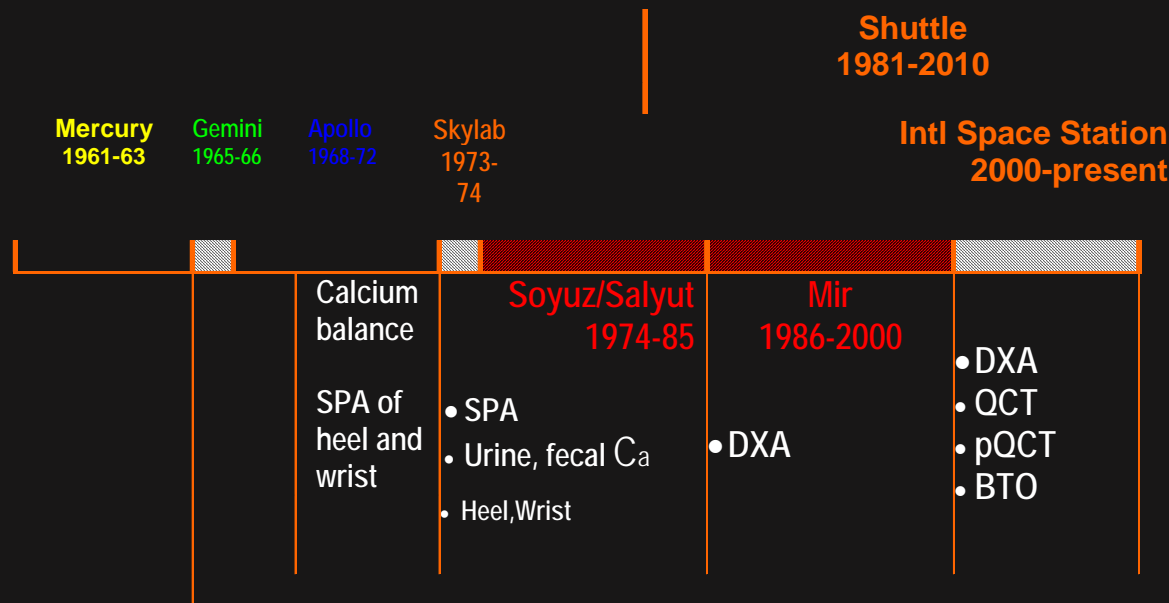 Shuttle
1981-2010
Mercury
1961-63
Gemini
1965-66
Apollo
1968-72
Skylab
1973-
74
Intl Space Station
2000-present
Calcium
balance
SPA of
heel and
wrist
Soyuz/Salyut
1974-85
• SPA
• Urine, fecal Ca
• Heel,Wrist
Mir
1986-2000
• DXA
• DXA
• QCT
• pQCT
• BTO